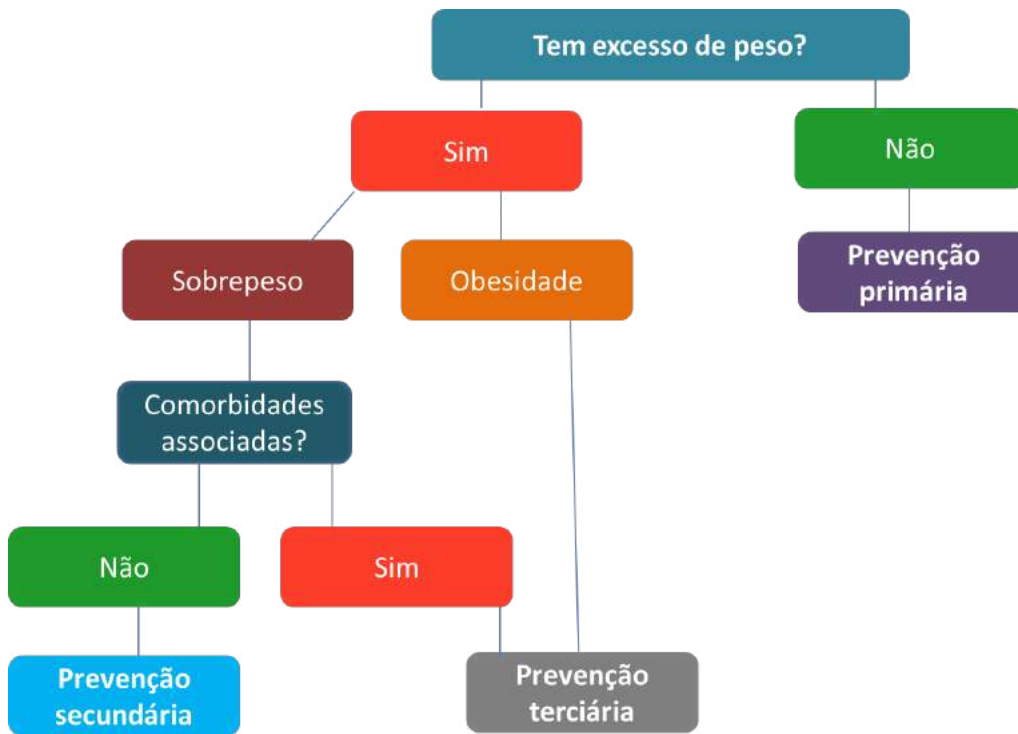 Tem excesso de peso?
Sim
Não
Sobrepeso
Obesidade
Prevenção
primária
Comorbidades
associadas?
Não
Sim
Prevenção
secundária
Prevenção
terciária